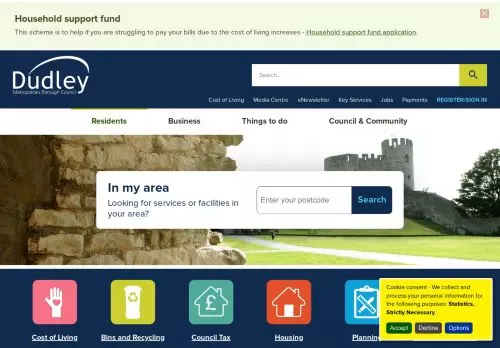 Household support fund
This scheme is to help if you are struggling to pay your bills due to the cost of living increases - Household support fund application.
Dudley
Metropolitan Borough Council
Search...
Cost of Living Media Centre eNewsletter Key Services Jobs Payments REGISTER/SIGN IN
Residents Business Things to do Council & Community
In my area
Looking for services or facilities in
your area?
Enter your postcode
Search
Cost of Living Bins and Recycling Council Tax Housing Planning
Cookie consent - We collect and
process your personal information for
the following purposes: Statistics,
Strictly Necessary.
Accept Decline Options